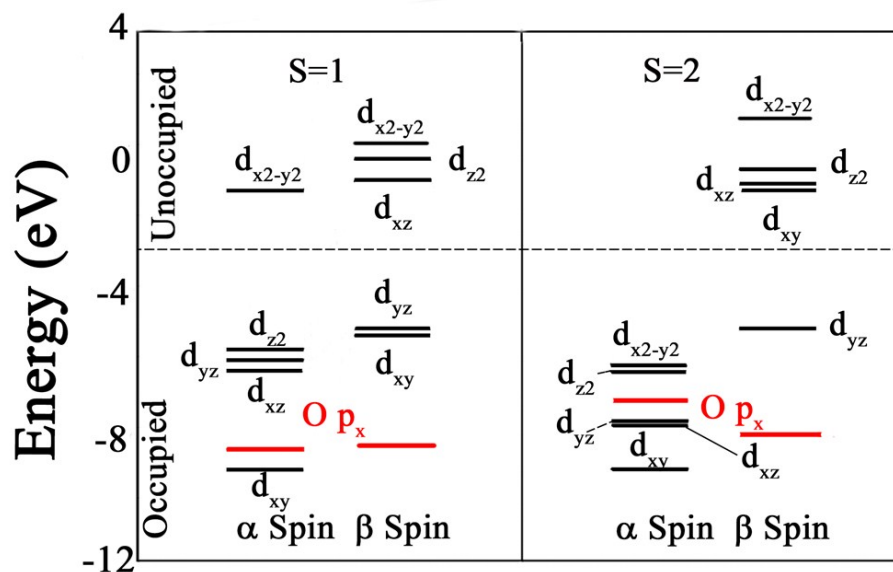 Energy (eV)
4
0
-4
-8
-12
Unoccupied
Occupied
S=1
d x2-y2
d x2-y2
d z2
d xz
d z2
d yz
d xz
d yz
d xy
O p x
d xy
α Spin β Spin
S=2
d x2-y2
d xz
d z2
d xy
d x2-y2
d z2
d yz
O p x
d yz
d xy
d xz
α Spin β Spin